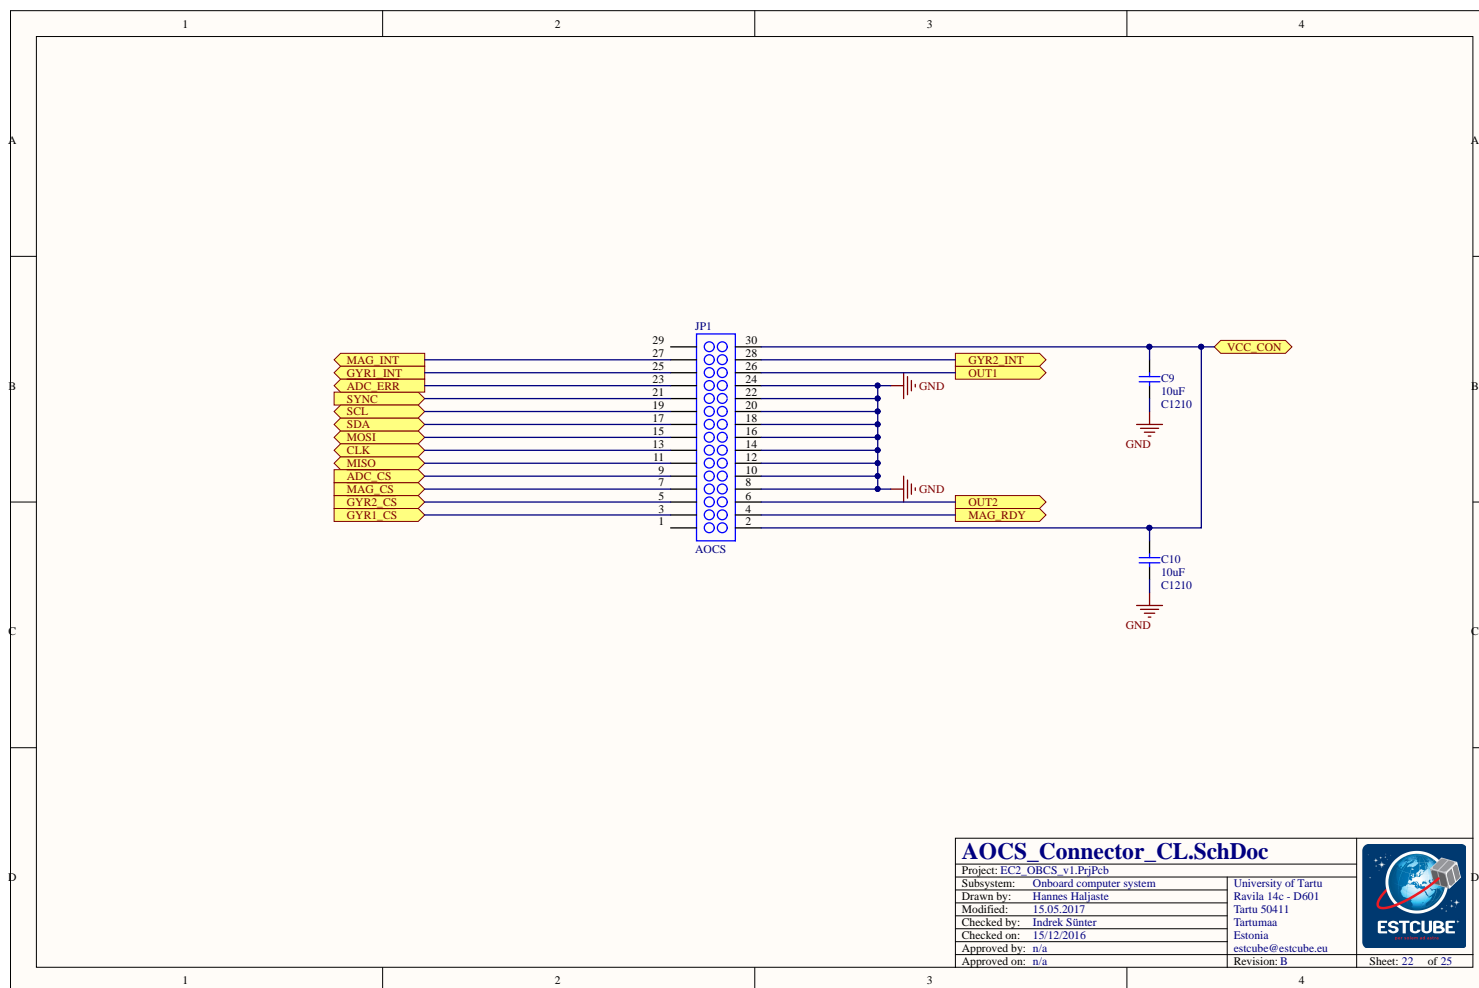 1 2 3 4
A A
JP1
29 30 VCC_CON
MAG_INT 27 28 GYR2_INT
GYR1_INT 25 26 OUT1
ADC_ERR 23 24 GND
SYNC 21 22
SCL 19 20
SDA 17 18
MOSI 15 16
CLK 13 14
MISO 11 12
ADC_CS 9 10
MAG_CS 7 8 GND
GYR2_CS 5 6 OUT2
GYR1_CS 3 4 MAG_RDY
1 2
AOCS
B B
C9
10uF
C1210
GND
C10
10uF
C1210
GND
C C
D D
AOCS_Connector_CL.SchDoc
Project: EC2_OBCS_v1.PrjPcb
Subsystem: Onboard computer system
Drawn by: Hannes Haljaste
Modified: 15.05.2017
Checked by: Indrek Sünter
Checked on: 15/12/2016
Approved by: n/a
Approved on: n/a
University of Tartu
Ravila 14c - D601
Tartu 50411
Tartumaa
Estonia
estcube@estcube.eu
Revision: B
ESTCUBE
Sheet: 22 of 25
1 2 3 4